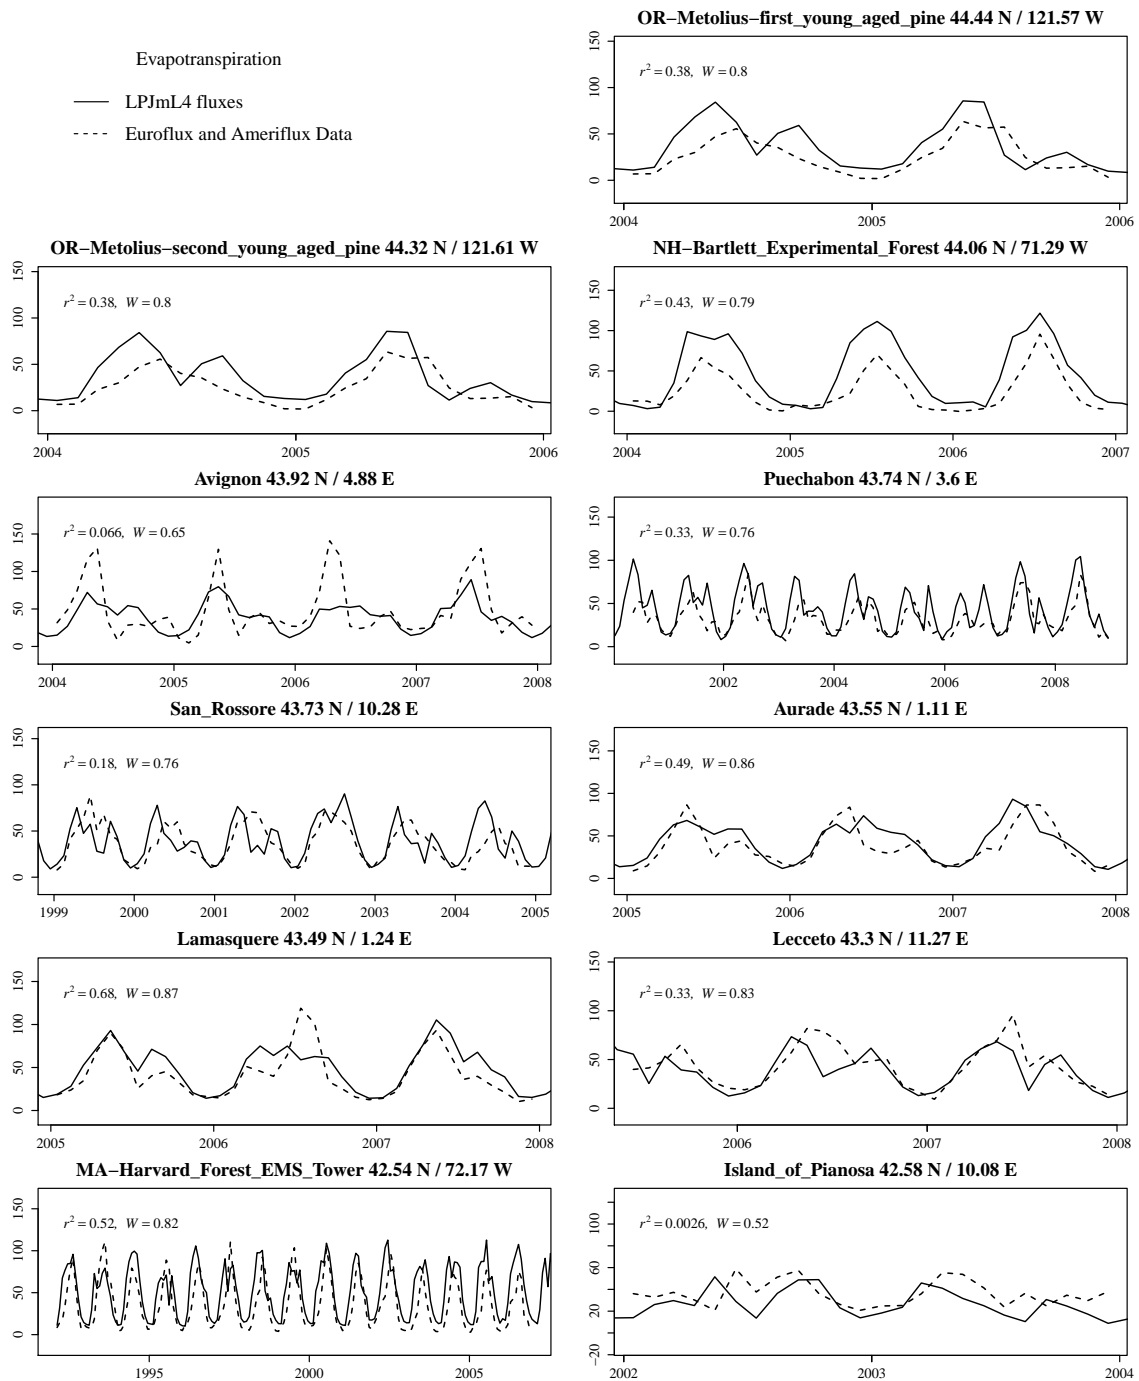 Evapotranspiration
LPJmL4 fluxes
Euroflux and Ameriflux Data
OR−Metolius−first_young_aged_pine 44.44 N / 121.57 W
r² = 0.38, W = 0.8
0 50 100 150
2004 2005 2006
OR−Metolius−second_young_aged_pine 44.32 N / 121.61 W
r² = 0.38, W = 0.8
0 50 100 150
2004 2005 2006
NH−Bartlett_Experimental_Forest 44.06 N / 71.29 W
r² = 0.43, W = 0.79
0 50 100 150
2004 2005 2006 2007
Avignon 43.92 N / 4.88 E
r² = 0.066, W = 0.65
0 50 100 150
2004 2005 2006 2007 2008
Puechabon 43.74 N / 3.6 E
r² = 0.33, W = 0.76
0 50 100 150
2002 2004 2006 2008
San_Rossore 43.73 N / 10.28 E
r² = 0.18, W = 0.76
0 50 100 150
1999 2000 2001 2002 2003 2004 2005
Aurade 43.55 N / 1.11 E
r² = 0.49, W = 0.86
0 50 100 150
2005 2006 2007 2008
Lamasquere 43.49 N / 1.24 E
r² = 0.68, W = 0.87
0 50 100 150
2005 2006 2007 2008
Lecceto 43.3 N / 11.27 E
r² = 0.33, W = 0.83
0 50 100 150
2006 2007 2008
MA−Harvard_Forest_EMS_Tower 42.54 N / 72.17 W
r² = 0.52, W = 0.82
0 50 100 150
1995 2000 2005
Island_of_Pianosa 42.58 N / 10.08 E
r² = 0.0026, W = 0.52
−20 20 60 100
2002 2003 2004